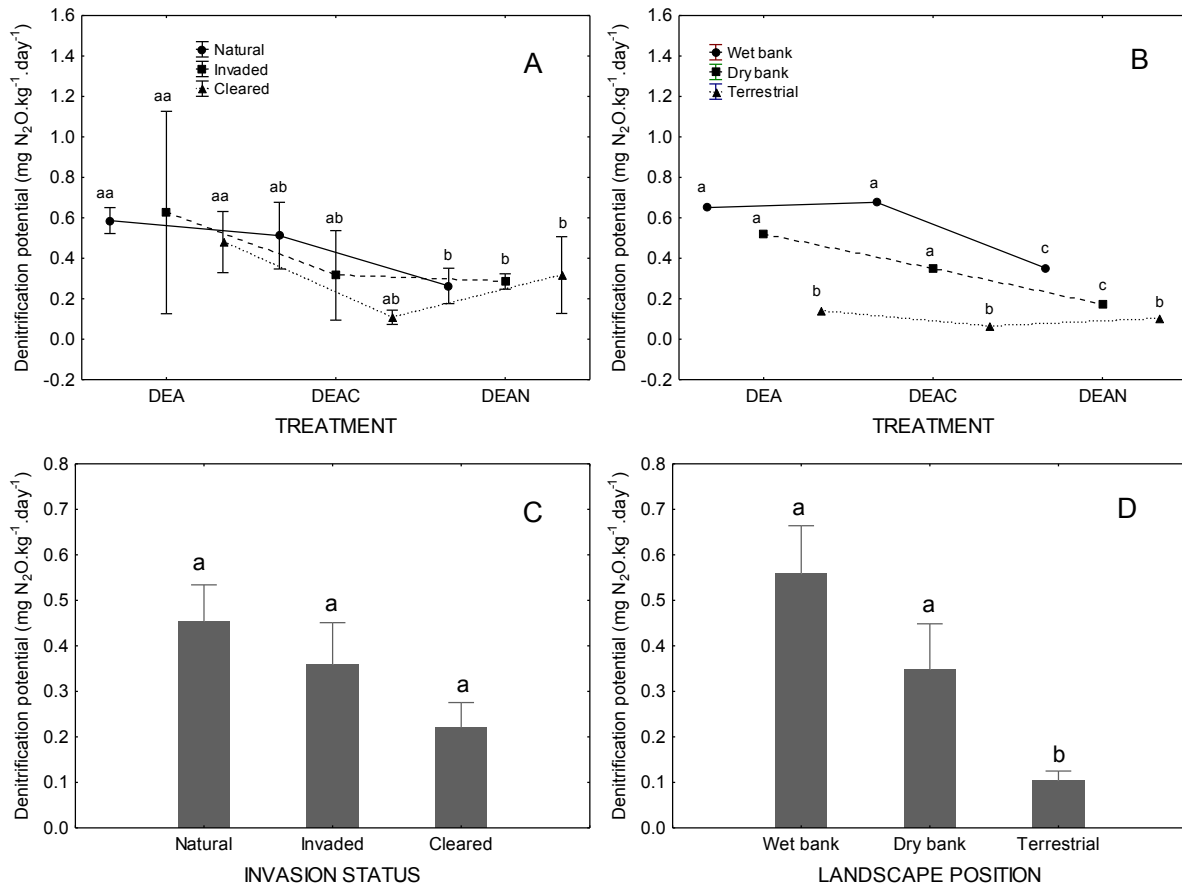 1.6
1.4
1.2
1.0
0.8
0.6
0.4
0.2
0.0
-0.2
Denitrification potential (mg N₂O.kg⁻¹.day⁻¹)
Natural
Invaded
Cleared
A
aa
aa
aa
ab
ab
ab
b
b
b
DEA DEAC DEAN
TREATMENT
1.6
1.4
1.2
1.0
0.8
0.6
0.4
0.2
0.0
-0.2
Denitrification potential (mg N₂O.kg⁻¹.day⁻¹)
Wet bank
Dry bank
Terrestrial
B
a
a
b
a
a
b
c
c
b
DEA DEAC DEAN
TREATMENT
0.8
0.7
0.6
0.5
0.4
0.3
0.2
0.1
0.0
Denitrification potential (mg N₂O.kg⁻¹.day⁻¹)
C
a
a
a
Natural Invaded Cleared
INVASION STATUS
0.8
0.7
0.6
0.5
0.4
0.3
0.2
0.1
0.0
Denitrification potential (mg N₂O.kg⁻¹.day⁻¹)
D
a
a
b
Wet bank Dry bank Terrestrial
LANDSCAPE POSITION